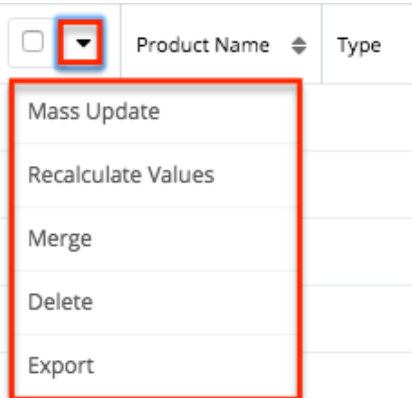 Product Name Type
Mass Update
Recalculate Values
Merge
Delete
Export